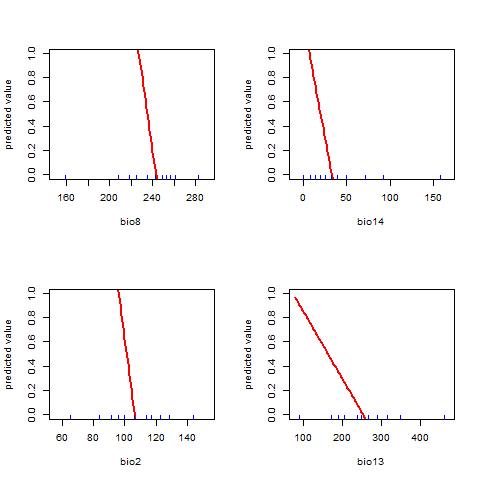 predicted value
0.0 0.2 0.4 0.6 0.8 1.0
160 200 240 280
bio8
predicted value
0.0 0.2 0.4 0.6 0.8 1.0
0 50 100 150
bio14
predicted value
0.0 0.2 0.4 0.6 0.8 1.0
60 80 100 120 140
bio2
predicted value
0.0 0.2 0.4 0.6 0.8 1.0
100 200 300 400
bio13